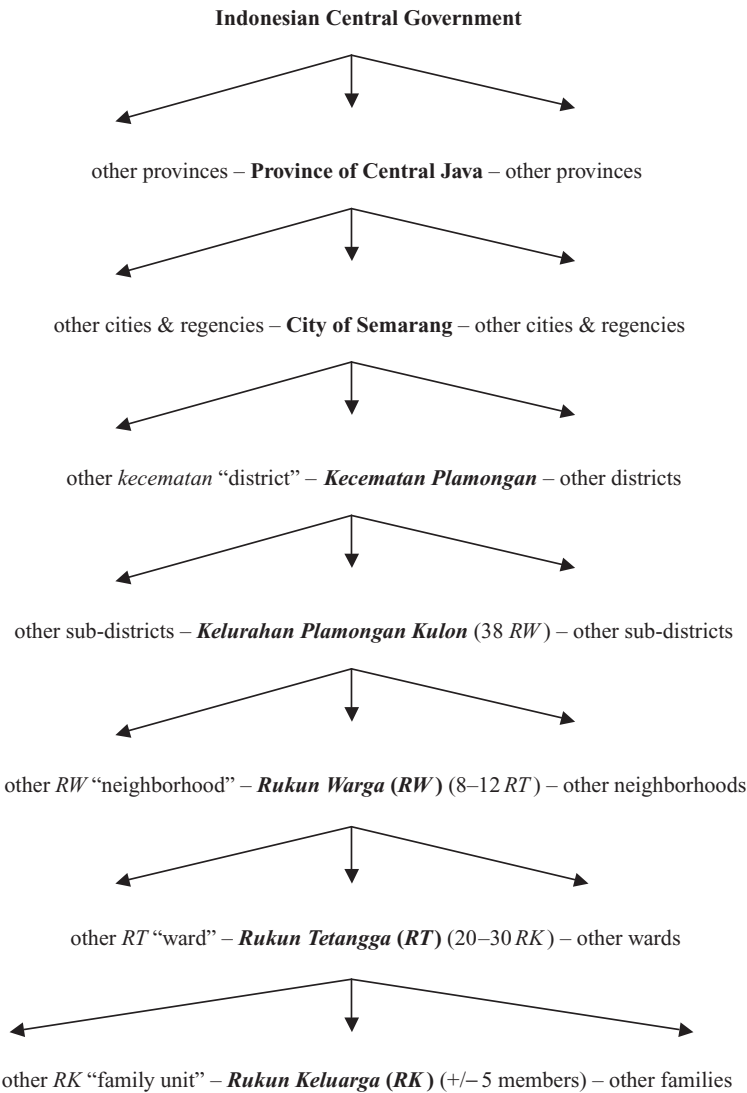 Indonesian Central Government
other provinces – Province of Central Java – other provinces
other cities & regencies – City of Semarang – other cities & regencies
other kecematan “district” – Kecematan Plamongan – other districts
other sub-districts – Kelurahan Plamongan Kulon (38 RW) – other sub-districts
other RW “neighborhood” – Rukun Warga (RW) (8–12 RT) – other neighborhoods
other RT “ward” – Rukun Tetangga (RT) (20–30 RK) – other wards
other RK “family unit” – Rukun Keluarga (RK) (+/– 5 members) – other families